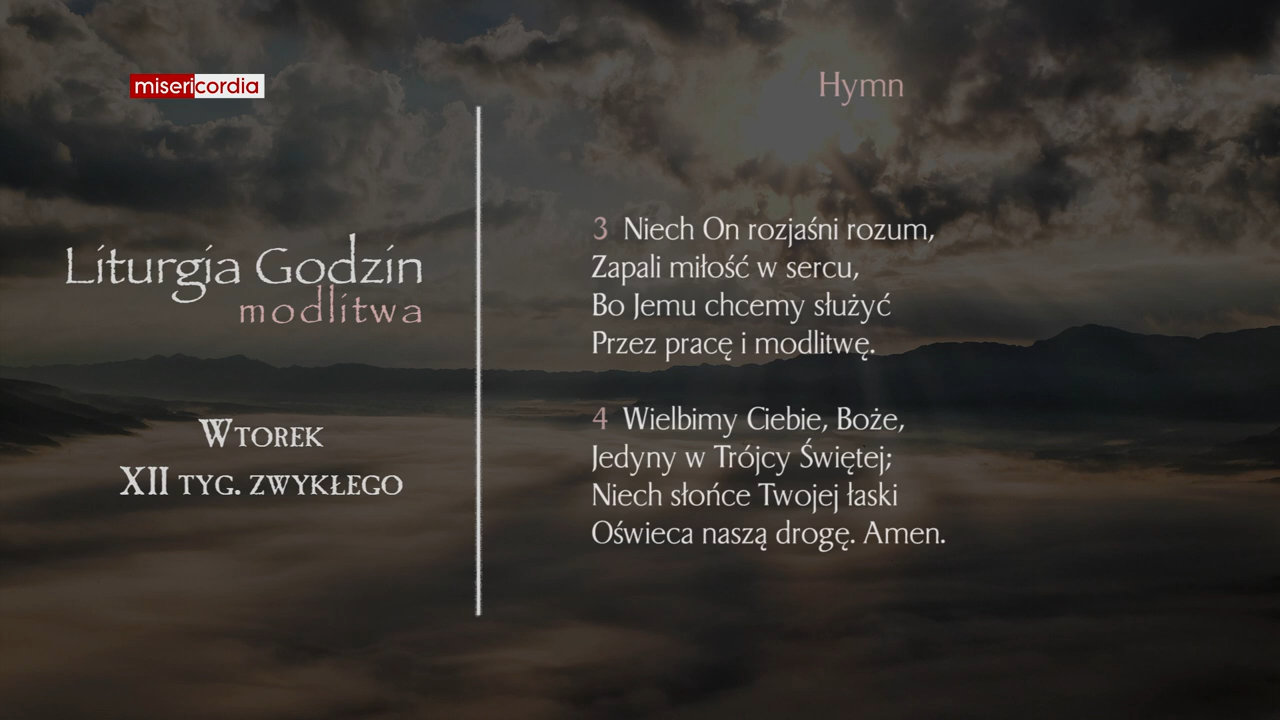 misericordia
Liturgia Godzin
modlitwa
Wtorek
XII tyg. zwykłego
Hymn
3 Niech On rozjaśni rozum,
Zapali miłość w sercu,
Bo Jemu chcemy służyć
Przez pracę i modlitwę.
4 Wielbimy Ciebie, Boże,
Jedyny w Trójcy Świętej;
Niech słońce Twojej łaski
Oświeca naszą drogę. Amen.